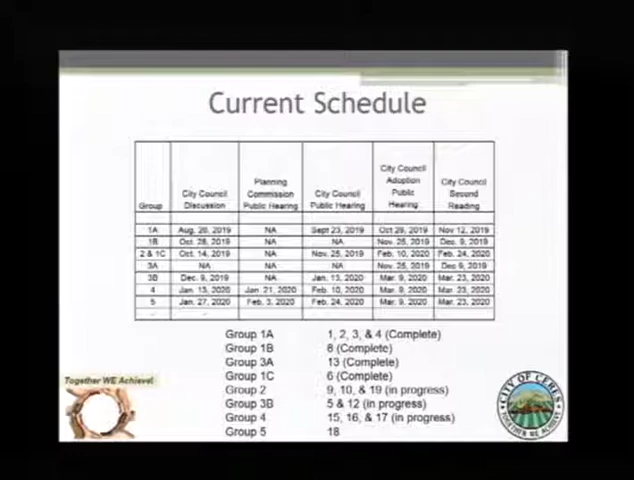 Current Schedule
Group | City Council Discussion | Planning Commission Public Hearing | City Council Public Hearing | City Council Adoption Public Hearing | City Council Second Reading
1A | Aug. 26, 2019 | NA | Sept 23, 2019 | Oct 28, 2019 | Nov 12, 2019
1B | Oct. 28, 2019 | NA | NA | Nov. 25, 2019 | Dec. 9, 2019
2 & 1C | Oct. 14, 2019 | NA | Nov. 25, 2019 | Feb. 10, 2020 | Feb. 24, 2020
3A | NA | NA | NA | Nov. 25, 2019 | Dec 9, 2019
3B | Dec. 9, 2019 | NA | Jan. 13, 2020 | Mar. 9, 2020 | Mar. 23, 2020
4 | Jan. 13, 2020 | Jan. 21, 2020 | Feb. 10, 2020 | Mar. 9, 2020 | Mar 23, 2020
5 | Jan. 27, 2020 | Feb. 3, 2020 | Feb. 24, 2020 | Mar. 9, 2020 | Mar. 23, 2020
Group 1A 1, 2, 3, & 4 (Complete)
Group 1B 8 (Complete)
Group 3A 13 (Complete)
Group 1C 6 (Complete)
Group 2 9, 10, & 19 (in progress)
Group 3B 5 & 12 (in progress)
Group 4 15, 16, & 17 (in progress)
Group 5 18
Together WE Achieve!
CITY OF CERES
TOGETHER WE ACHIEVE